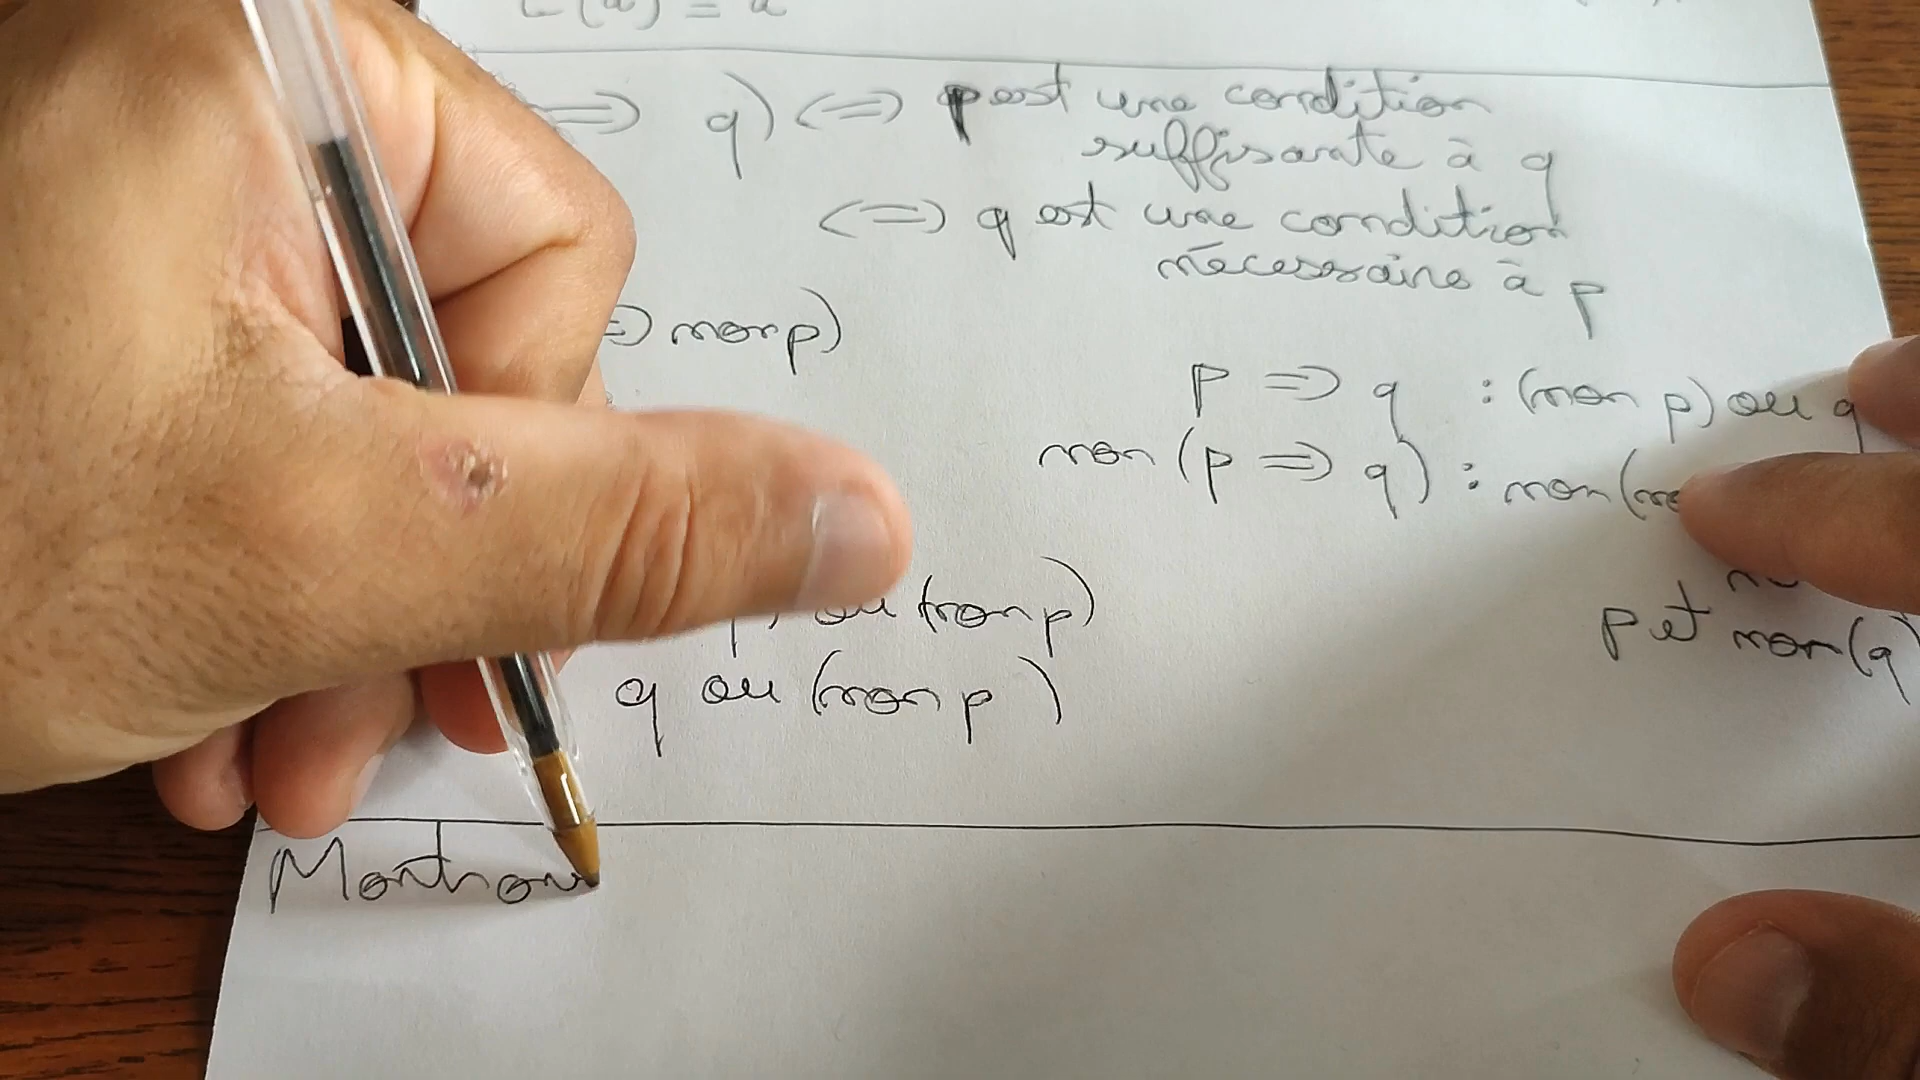 E(a) = a
=> q) <=> p est une condition
suffisante à q
<=> q est une condition
nécessaire à p
=> non p)
p => q : (non p) ou q
non (p => q) : non (no
p et non (q)
ou (non p)
q ou (non p)
Montrons